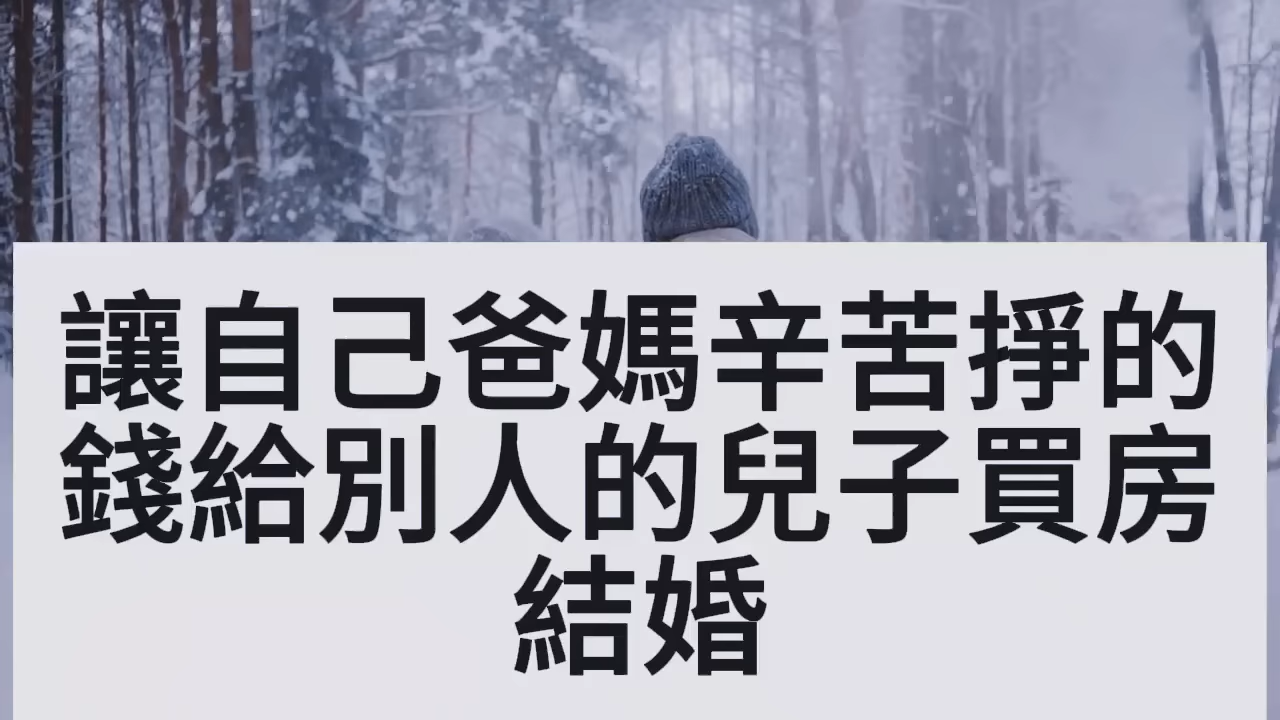 讓自己爸媽辛苦掙的
錢給別人的兒子買房
結婚